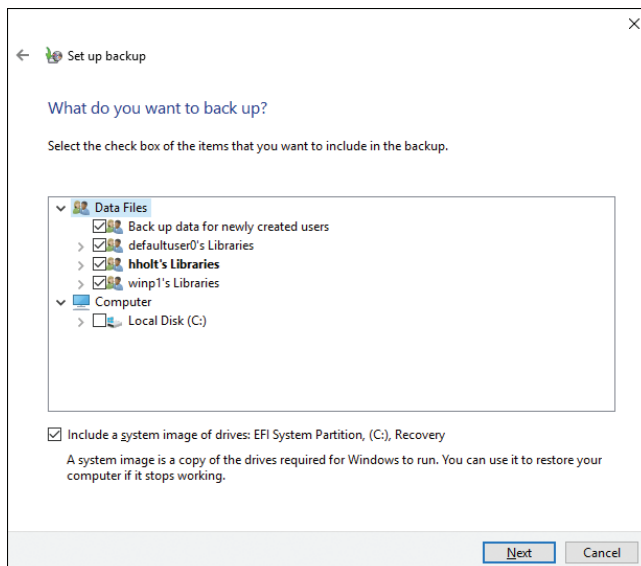 Set up backup
What do you want to back up?
Select the check box of the items that you want to include in the backup.
Data Files
Back up data for newly created users
defaultuser0's Libraries
hholt's Libraries
winp1's Libraries
Computer
Local Disk (C:)
Include a system image of drives: EFI System Partition, (C:), Recovery
A system image is a copy of the drives required for Windows to run. You can use it to restore your
computer if it stops working.
Next Cancel